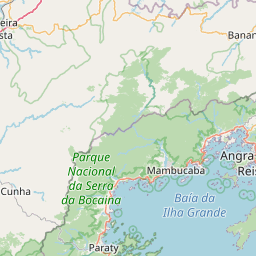 eira
sta
Banan
Parque
Nacional
da Serra
da Bocaina
Mambucaba
Angra
Reis
Cunha
Baía da
Ilha Grande
Paraty